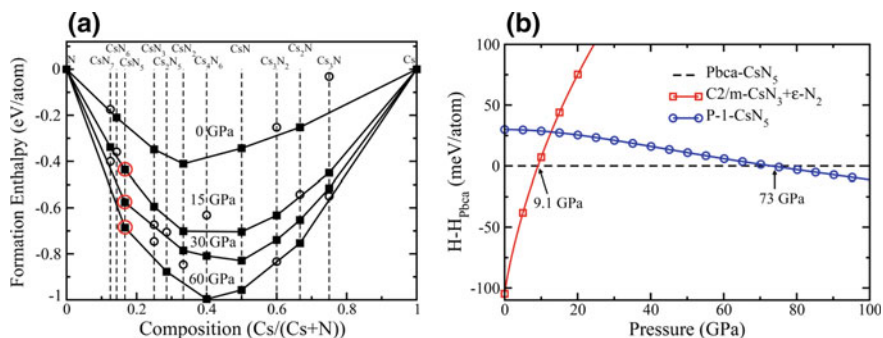 (a)
CsN₆ CsN₃ CsN₂ CsN Cs₂N
N CsN₇ CsN₅ Cs₂N₅ Cs₄N₆ Cs₃N₂ Cs₃N Cs
0
-0.2
-0.4
-0.6
-0.8
-1
Formation Enthalpy (eV/atom)
0 GPa
15 GPa
30 GPa
60 GPa
0 0.2 0.4 0.6 0.8 1
Composition (Cs/(Cs+N))
(b)
100
50
0
-50
-100
H-H_Pbca (meV/atom)
Pbca-CsN₅
C2/m-CsN₃+ε-N₂
P-1-CsN₅
9.1 GPa
73 GPa
0 20 40 60 80 100
Pressure (GPa)